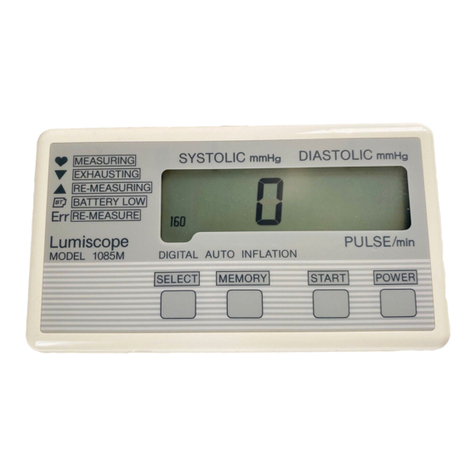 SYSTOLIC mmHg DIASTOLIC mmHg
MEASURING
EXHAUSTING
RE-MEASURING
BT BATTERY LOW
Err RE-MEASURE
0
160
Lumiscope
PULSE/min
MODEL 1085M DIGITAL AUTO INFLATION
SELECT MEMORY START POWER